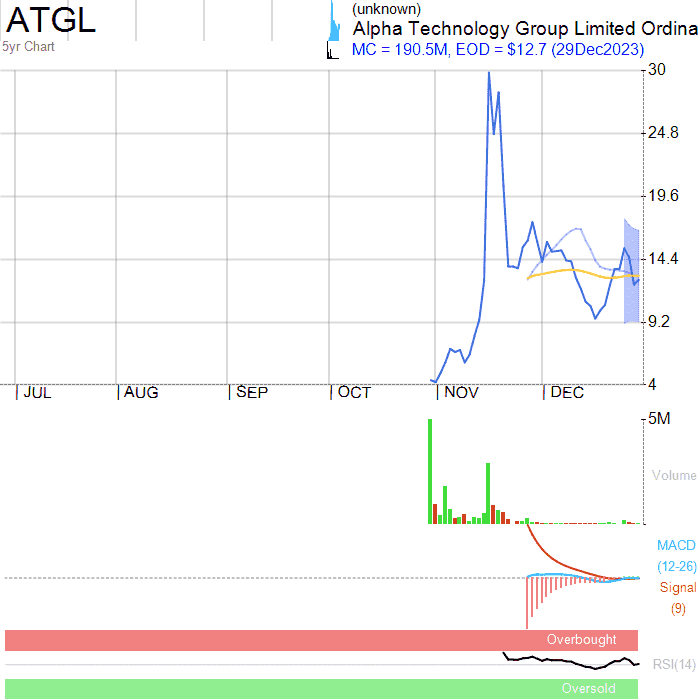 ATGL
5yr Chart
(unknown)
Alpha Technology Group Limited Ordina
MC = 190.5M, EOD = $12.7 (29Dec2023)
30
24.8
19.6
14.4
9.2
4
JUL AUG SEP OCT NOV DEC
5M
Volume
MACD
(12-26)
Signal
(9)
Overbought
RSI(14)
Oversold